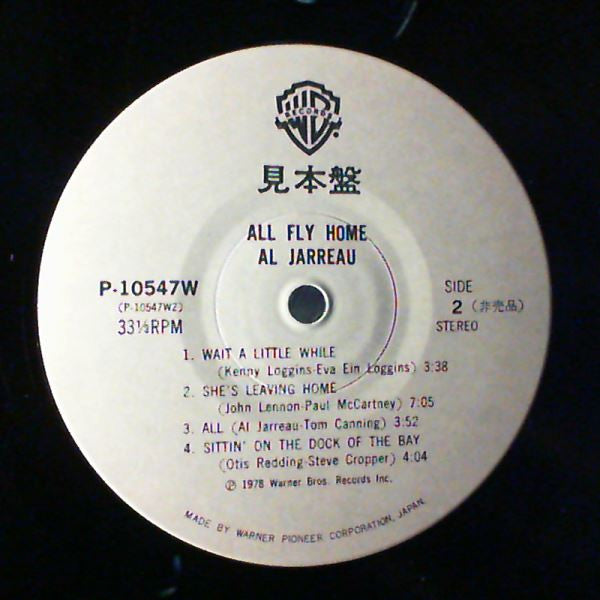 WB
RECORDS
®
見本盤
ALL FLY HOME
AL JARREAU
P-10547W
(P-10547W2)
33⅓RPM
SIDE
2 (非売品)
STEREO
1. WAIT A LITTLE WHILE
(Kenny Loggins-Eva Ein Loggins) 3:38
2. SHE'S LEAVING HOME
(John Lennon-Paul McCartney) 7:05
3. ALL (Al Jarreau-Tom Canning) 3:52
4. SITTIN' ON THE DOCK OF THE BAY
(Otis Redding-Steve Cropper) 4:04
℗ 1978 Warner Bros. Records Inc.
MADE BY WARNER PIONEER CORPORATION, JAPAN.